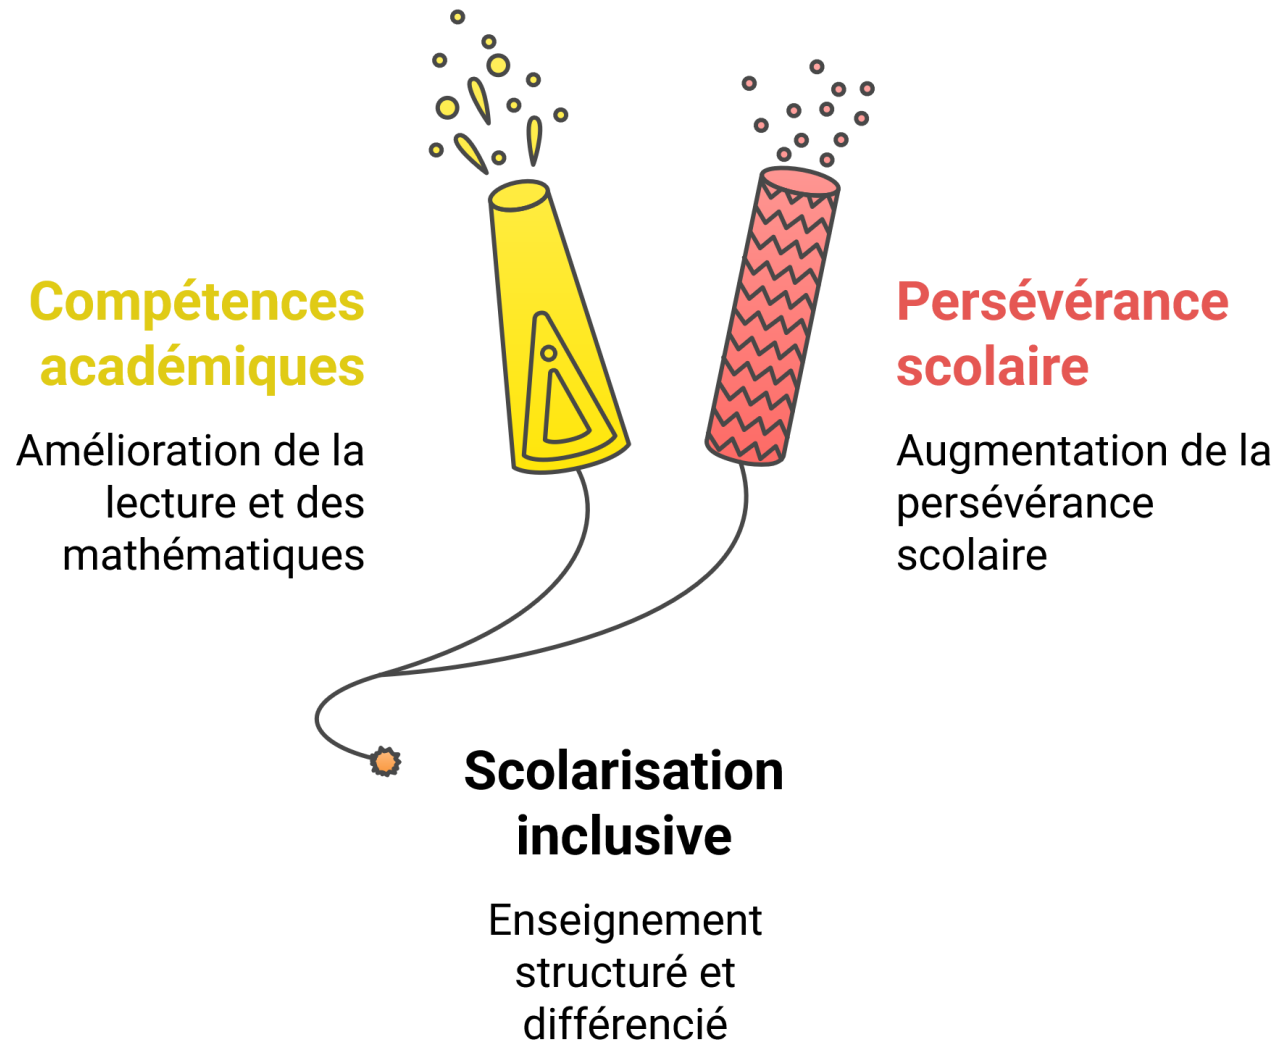 Compétences
académiques
Amélioration de la
lecture et des
mathématiques
Persévérance
scolaire
Augmentation de la
persévérance
scolaire
Scolarisation
inclusive
Enseignement
structuré et
différencié